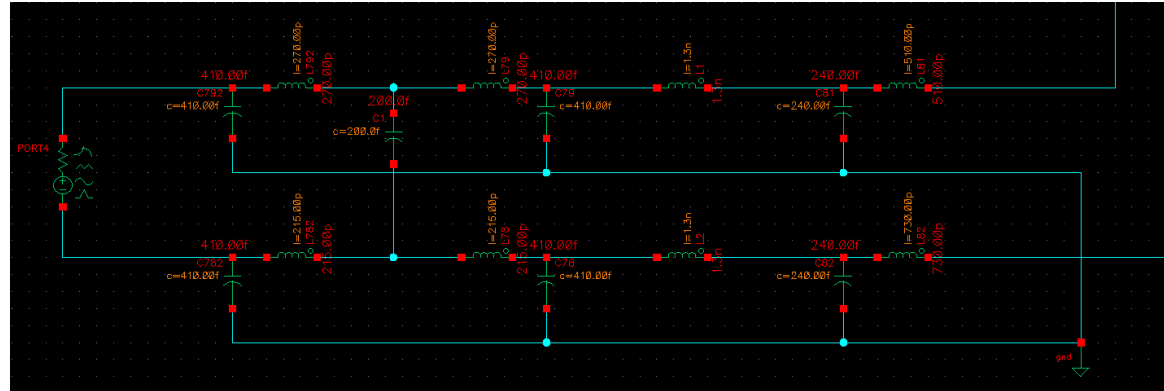 l=270.00p
L792
270.00p
410.00f
C792
c=410.00f
200.0f
C1
c=200.0f
l=270.00p
L79
270.00p
410.00f
C79
c=410.00f
l=1.3n
L1
1.3n
240.00f
C81
c=240.00f
l=510.00p
L81
510.00p
PORT4
l=215.00p
L782
215.00p
410.00f
C782
c=410.00f
l=215.00p
L78
215.00p
410.00f
C78
c=410.00f
l=1.3n
L2
1.3n
240.00f
C82
c=240.00f
l=730.00p
L82
730.00p
gnd